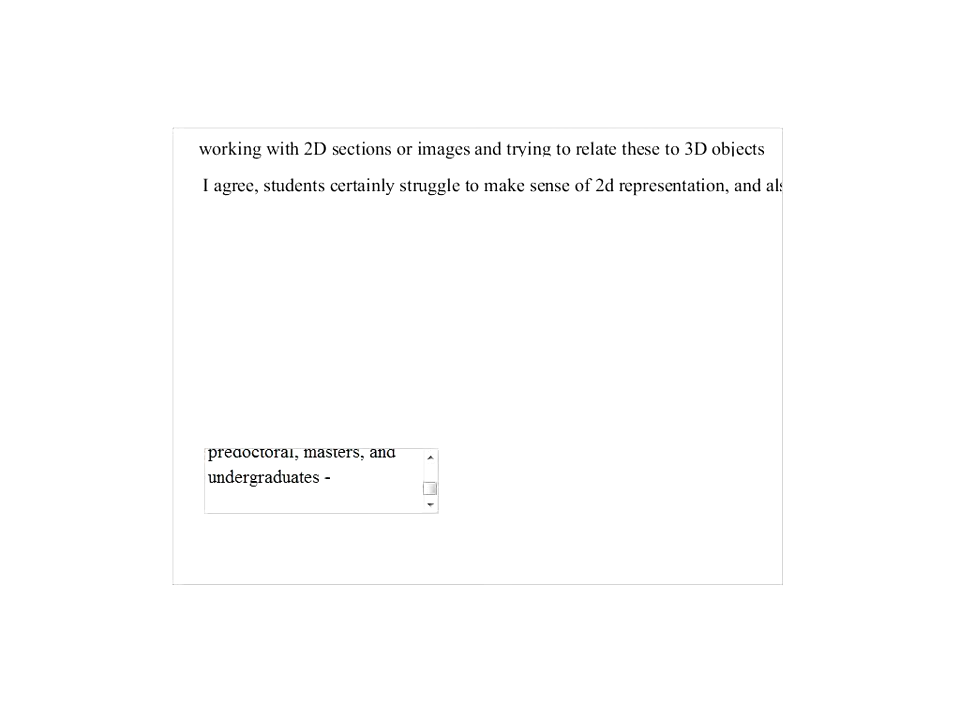 working with 2D sections or images and trying to relate these to 3D objects
I agree, students certainly struggle to make sense of 2d representation, and
predoctoral, masters, and
undergraduates -